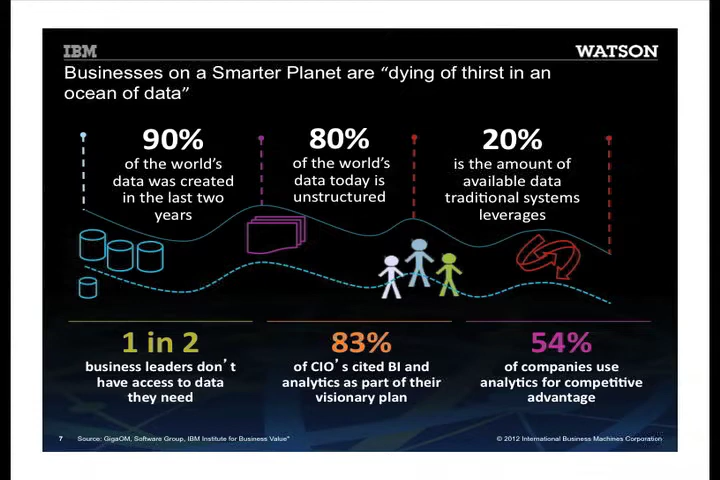 IBM
WATSON
Businesses on a Smarter Planet are “dying of thirst in an
ocean of data”
90%
of the world’s
data was created
in the last two
years
80%
of the world’s
data today is
unstructured
20%
is the amount of
available data
traditional systems
leverages
1 in 2
business leaders don’t
have access to data
they need
83%
of CIO’s cited BI and
analytics as part of their
visionary plan
54%
of companies use
analytics for competitive
advantage
7 Source: GigaOM, Software Group, IBM Institute for Business Value"
© 2012 International Business Machines Corporation